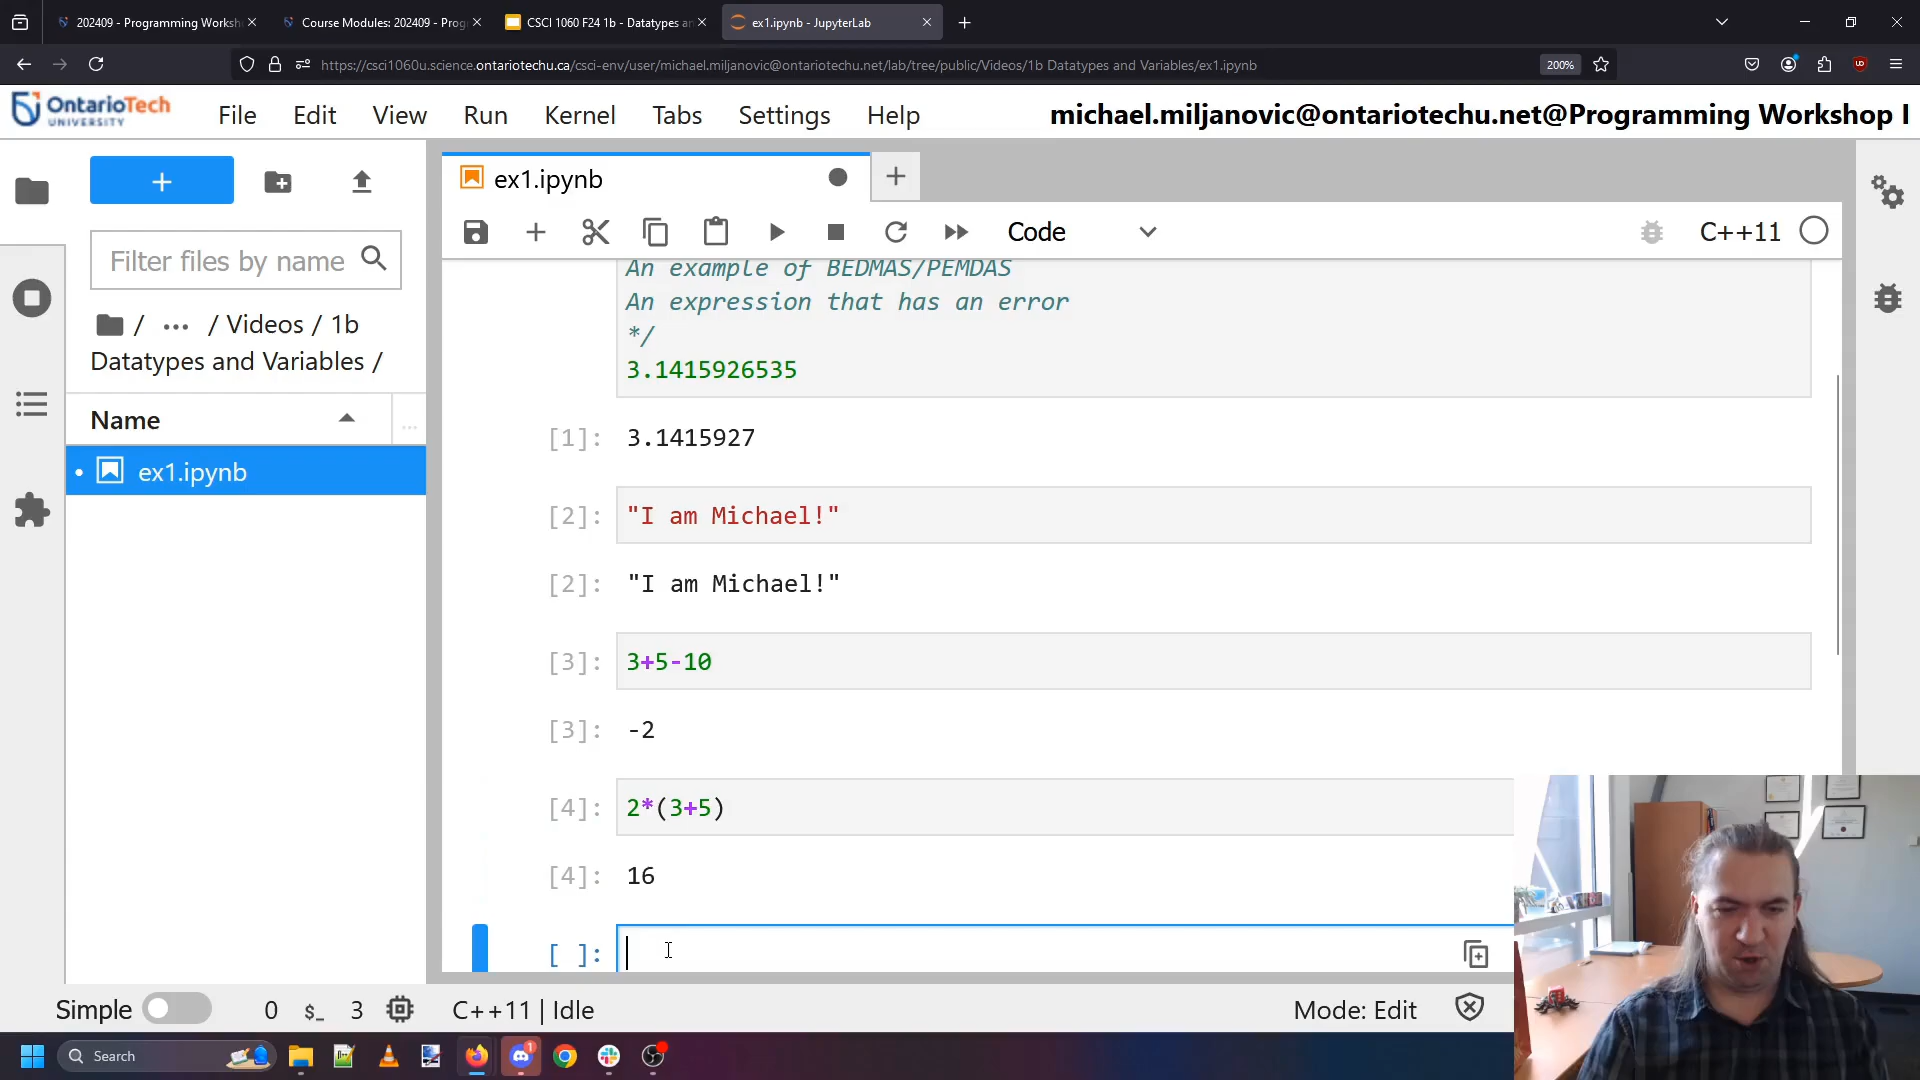 202409 - Programming Worksh
Course Modules: 202409 - Prog
CSCI 1060 F24 1b - Datatypes an
ex1.ipynb - JupyterLab
https://csci1060u.science.ontariotechu.ca/csci-env/user/michael.miljanovic@ontariotechu.net/lab/tree/public/Videos/1b Datatypes and Variables/ex1.ipynb
200%
OntarioTech
UNIVERSITY
File Edit View Run Kernel Tabs Settings Help
michael.miljanovic@ontariotechu.net@Programming Workshop I
ex1.ipynb
Code
C++11
Filter files by name
/ ... / Videos / 1b
Datatypes and Variables /
Name
...
ex1.ipynb
An example of BEDMAS/PEMDAS
An expression that has an error
*/
3.1415926535
[1]: 3.1415927
[2]: "I am Michael!"
[2]: "I am Michael!"
[3]: 3+5-10
[3]: -2
[4]: 2*(3+5)
[4]: 16
[ ]:
Simple 0 $_ 3 C++11 | Idle
Mode: Edit
Search
1